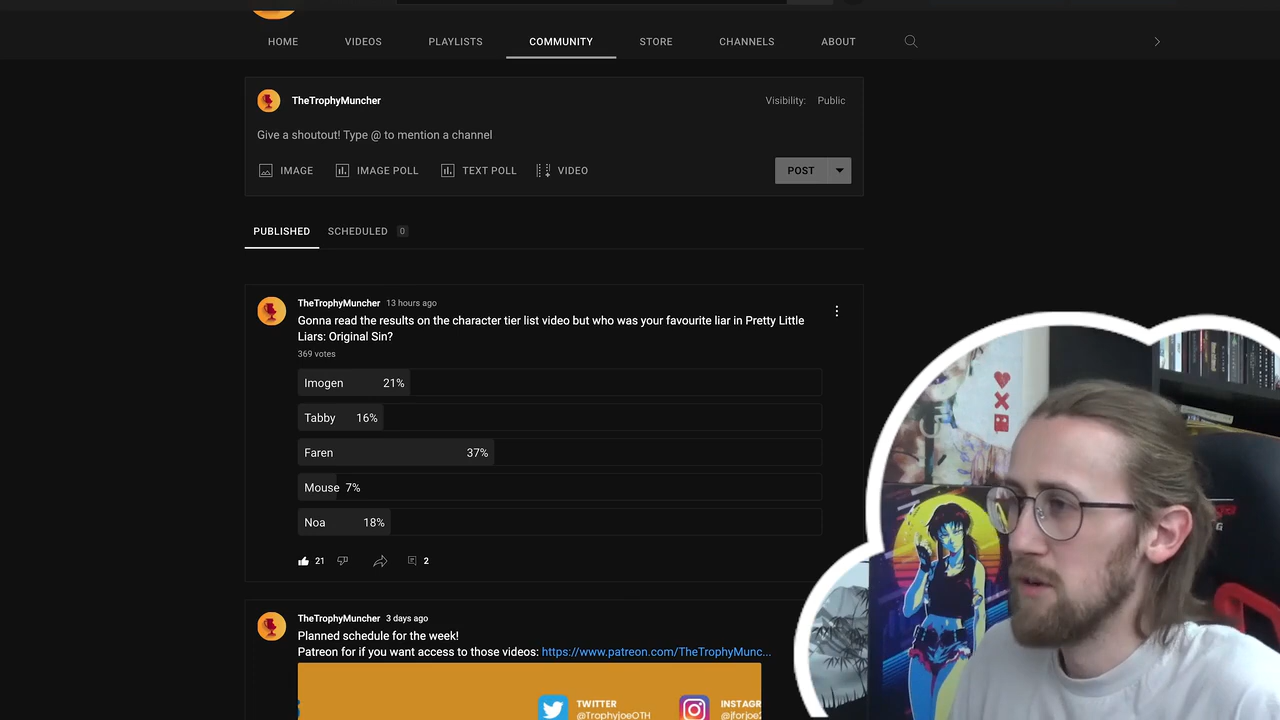 HOME VIDEOS PLAYLISTS COMMUNITY STORE CHANNELS ABOUT
TheTrophyMuncher
Visibility: Public
Give a shoutout! Type @ to mention a channel
IMAGE IMAGE POLL TEXT POLL VIDEO
POST
PUBLISHED SCHEDULED 0
TheTrophyMuncher 13 hours ago
Gonna read the results on the character tier list video but who was your favourite liar in Pretty Little
Liars: Original Sin?
369 votes
Imogen 21%
Tabby 16%
Faren 37%
Mouse 7%
Noa 18%
21 2
TheTrophyMuncher 3 days ago
Planned schedule for the week!
Patreon for if you want access to those videos: https://www.patreon.com/TheTrophyMunc...
TWITTER
@TrophyjoeOTH
INSTAGR
@jforjoe2